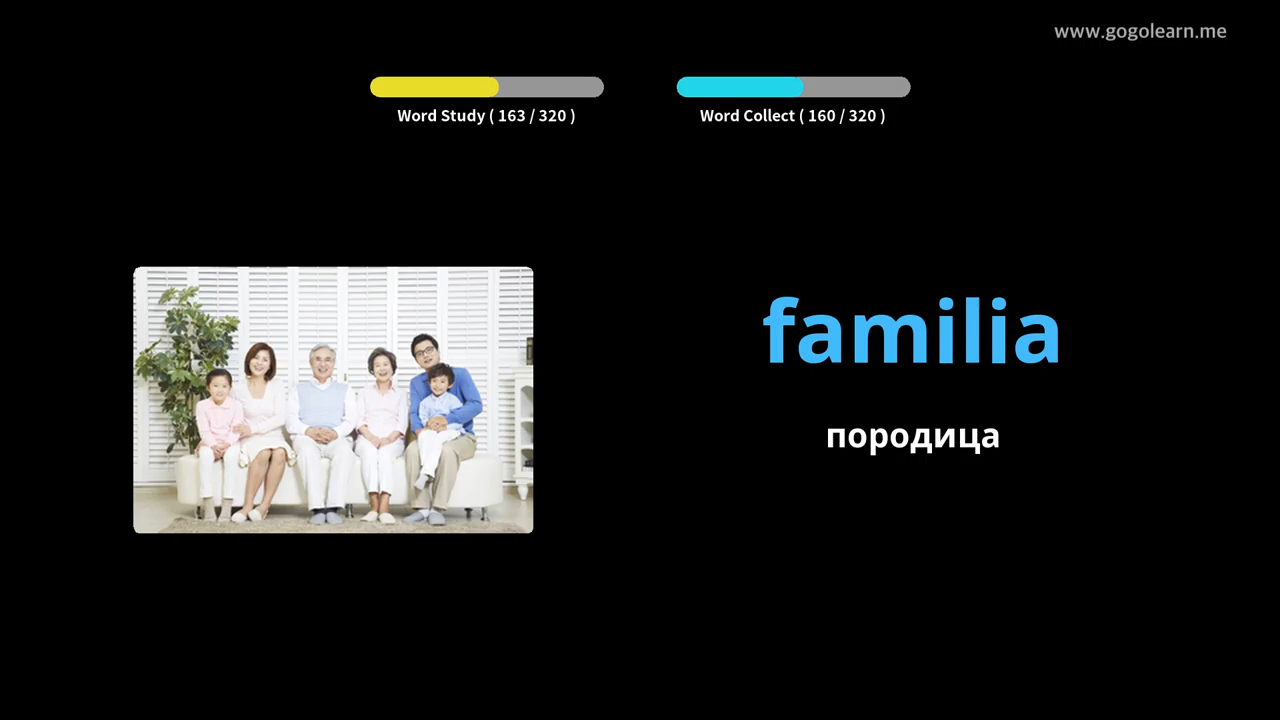 www.gogolearn.me
Word Study ( 163 / 320 )
Word Collect ( 160 / 320 )
familia
породица